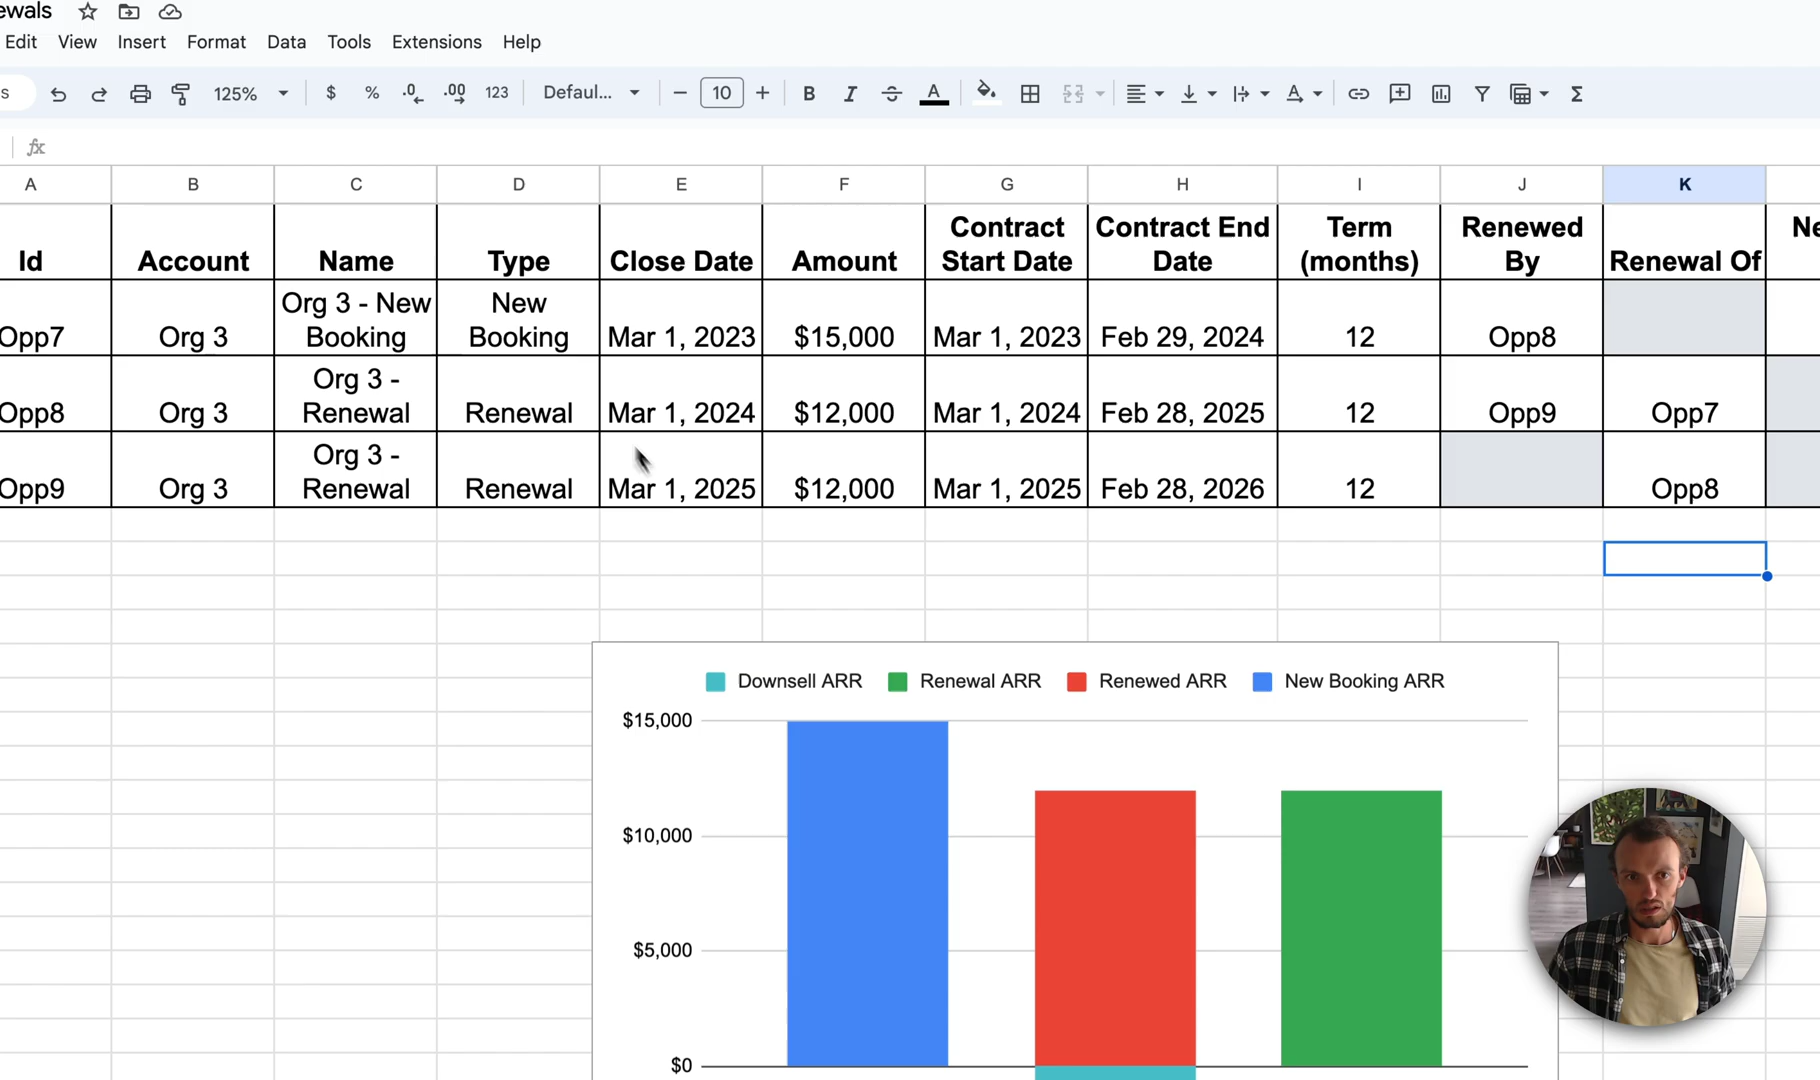 ewals
Edit View Insert Format Data Tools Extensions Help
s 125% $ % .0 .00 123 Defaul... 10 B I S A Σ
fx
A B C D E F G H I J K
Id Account Name Type Close Date Amount Contract Start Date Contract End Date Term (months) Renewed By Renewal Of Ne
Opp7 Org 3 Org 3 - New Booking New Booking Mar 1, 2023 $15,000 Mar 1, 2023 Feb 29, 2024 12 Opp8
Opp8 Org 3 Org 3 - Renewal Renewal Mar 1, 2024 $12,000 Mar 1, 2024 Feb 28, 2025 12 Opp9 Opp7
Opp9 Org 3 Org 3 - Renewal Renewal Mar 1, 2025 $12,000 Mar 1, 2025 Feb 28, 2026 12 Opp8
Downsell ARR Renewal ARR Renewed ARR New Booking ARR
$15,000
$10,000
$5,000
$0